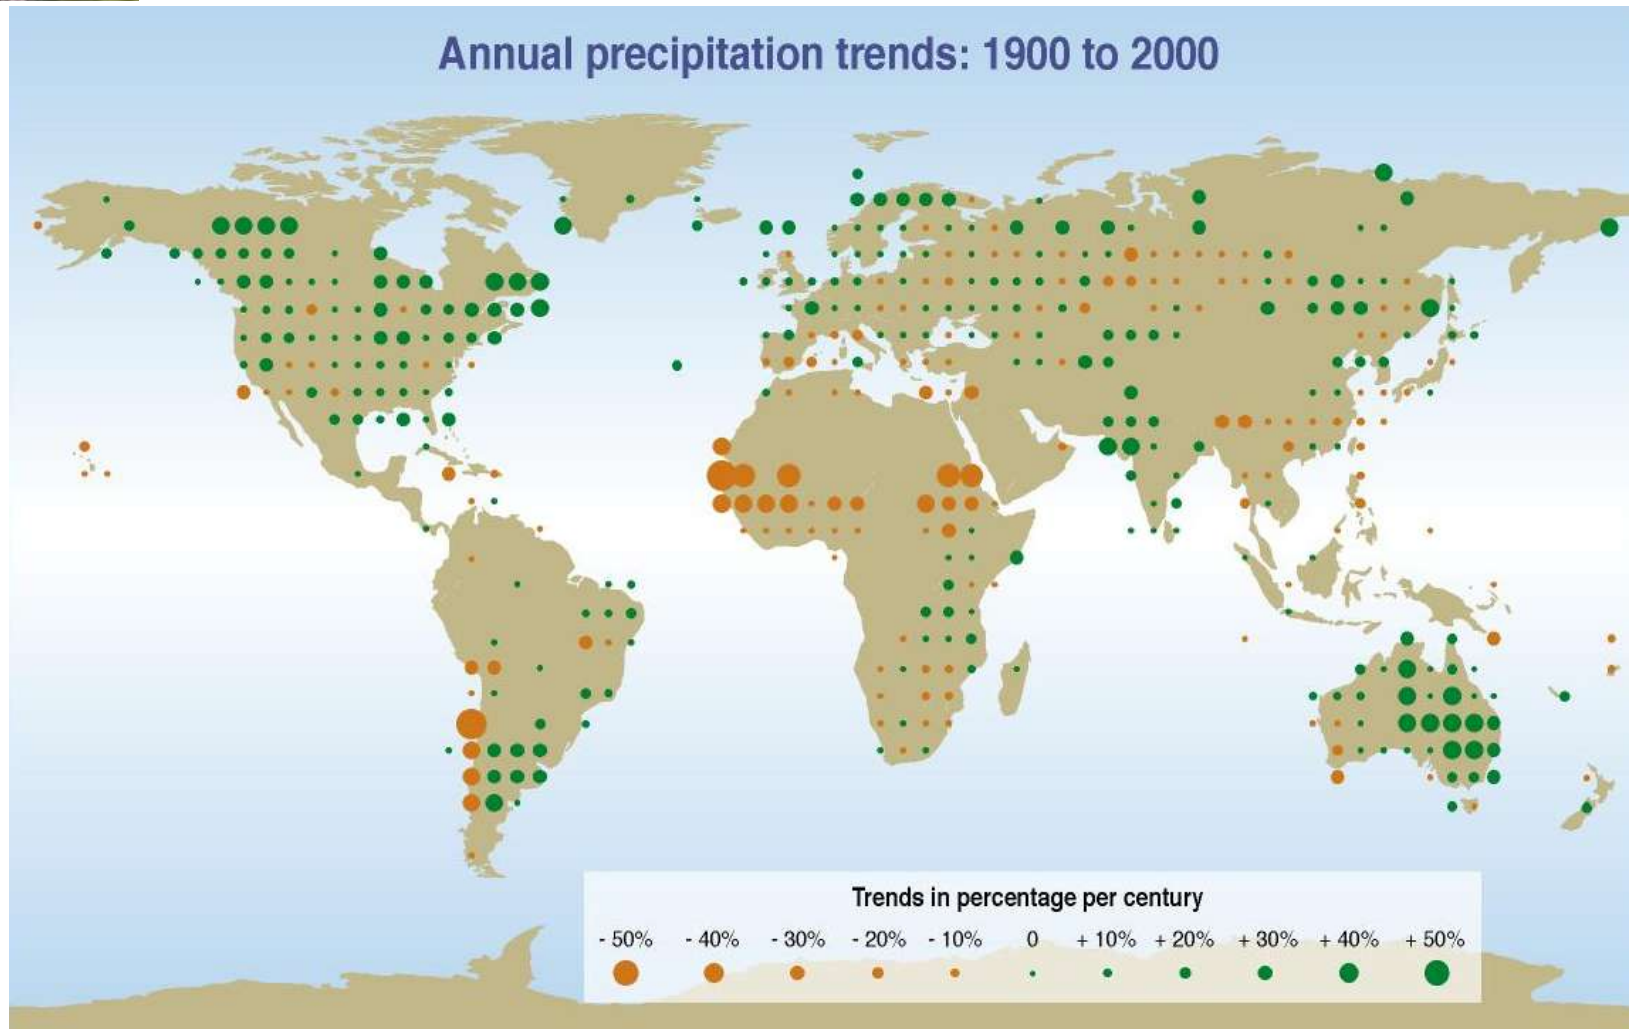 Annual precipitation trends: 1900 to 2000
Trends in percentage per century
- 50% - 40% - 30% - 20% - 10% 0 + 10% + 20% + 30% + 40% + 50%